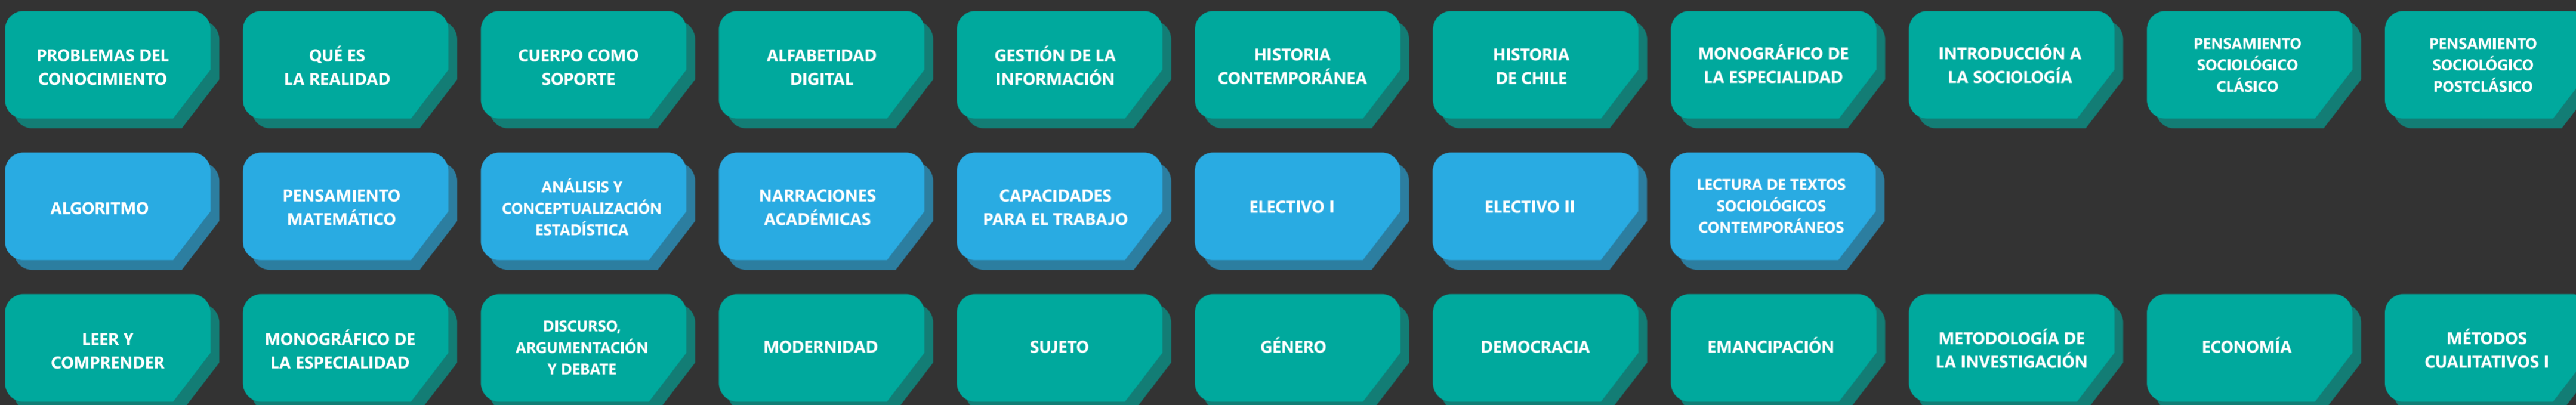 PROBLEMAS DEL
CONOCIMIENTO
QUÉ ES
LA REALIDAD
CUERPO COMO
SOPORTE
ALFABETIDAD
DIGITAL
GESTIÓN DE LA
INFORMACIÓN
HISTORIA
CONTEMPORÁNEA
HISTORIA
DE CHILE
MONOGRÁFICO DE
LA ESPECIALIDAD
INTRODUCCIÓN A
LA SOCIOLOGÍA
PENSAMIENTO
SOCIOLÓGICO
CLÁSICO
PENSAMIENTO
SOCIOLÓGICO
POSTCLÁSICO
ALGORITMO
PENSAMIENTO
MATEMÁTICO
ANÁLISIS Y
CONCEPTUALIZACIÓN
ESTADÍSTICA
NARRACIONES
ACADÉMICAS
CAPACIDADES
PARA EL TRABAJO
ELECTIVO I
ELECTIVO II
LECTURA DE TEXTOS
SOCIOLÓGICOS
CONTEMPORÁNEOS
LEER Y
COMPRENDER
MONOGRÁFICO DE
LA ESPECIALIDAD
DISCURSO,
ARGUMENTACIÓN
Y DEBATE
MODERNIDAD
SUJETO
GÉNERO
DEMOCRACIA
EMANCIPACIÓN
METODOLOGÍA DE
LA INVESTIGACIÓN
ECONOMÍA
MÉTODOS
CUALITATIVOS I